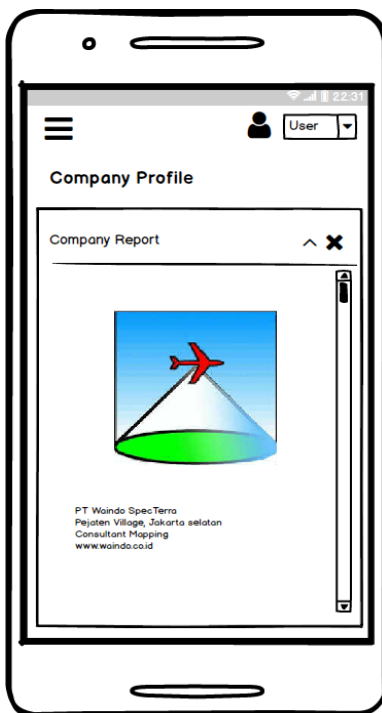 22:31
User
Company Profile
Company Report
PT Waindo SpecTerra
Pejaten Village, Jakarta selatan
Consultant Mapping
www.waindo.co.id